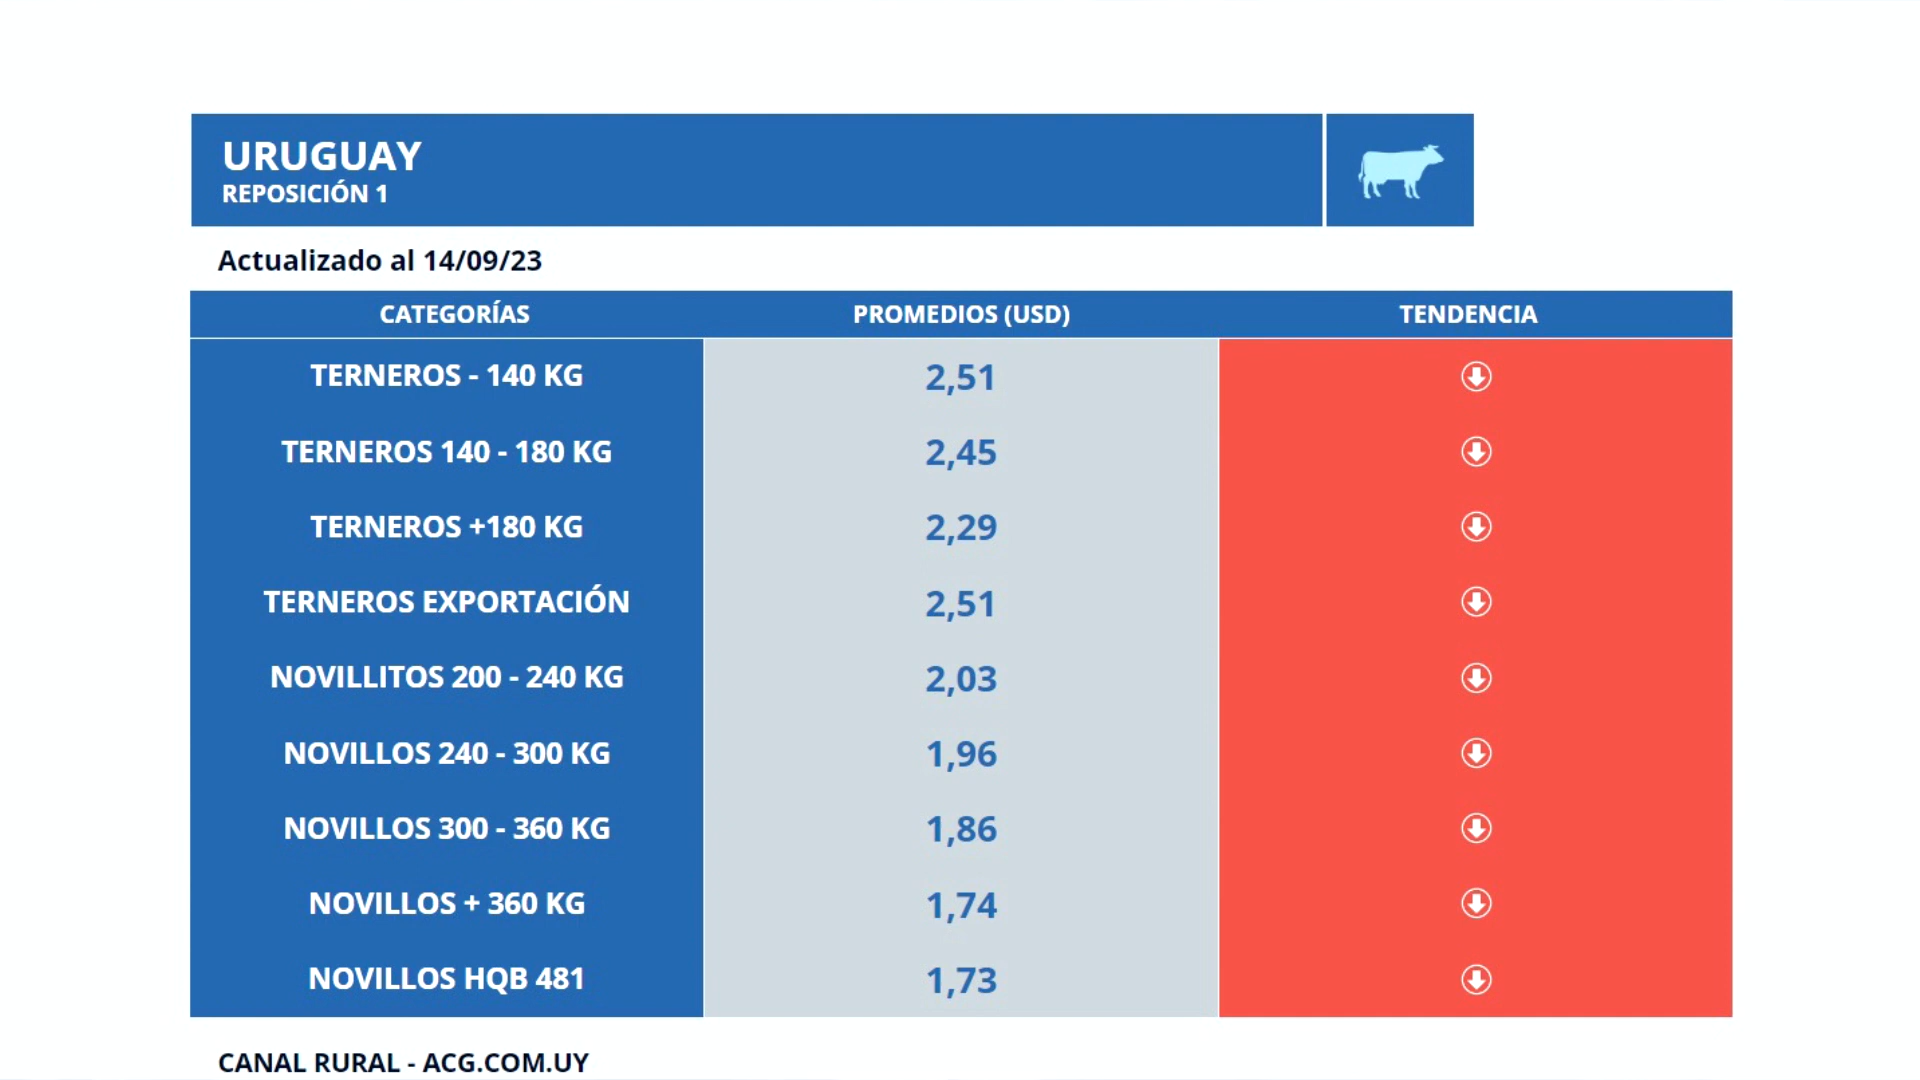 URUGUAY
REPOSICIÓN 1
Actualizado al 14/09/23
CATEGORÍAS PROMEDIOS (USD) TENDENCIA
TERNEROS - 140 KG 2,51
TERNEROS 140 - 180 KG 2,45
TERNEROS +180 KG 2,29
TERNEROS EXPORTACIÓN 2,51
NOVILLITOS 200 - 240 KG 2,03
NOVILLOS 240 - 300 KG 1,96
NOVILLOS 300 - 360 KG 1,86
NOVILLOS + 360 KG 1,74
NOVILLOS HQB 481 1,73
CANAL RURAL - ACG.COM.UY